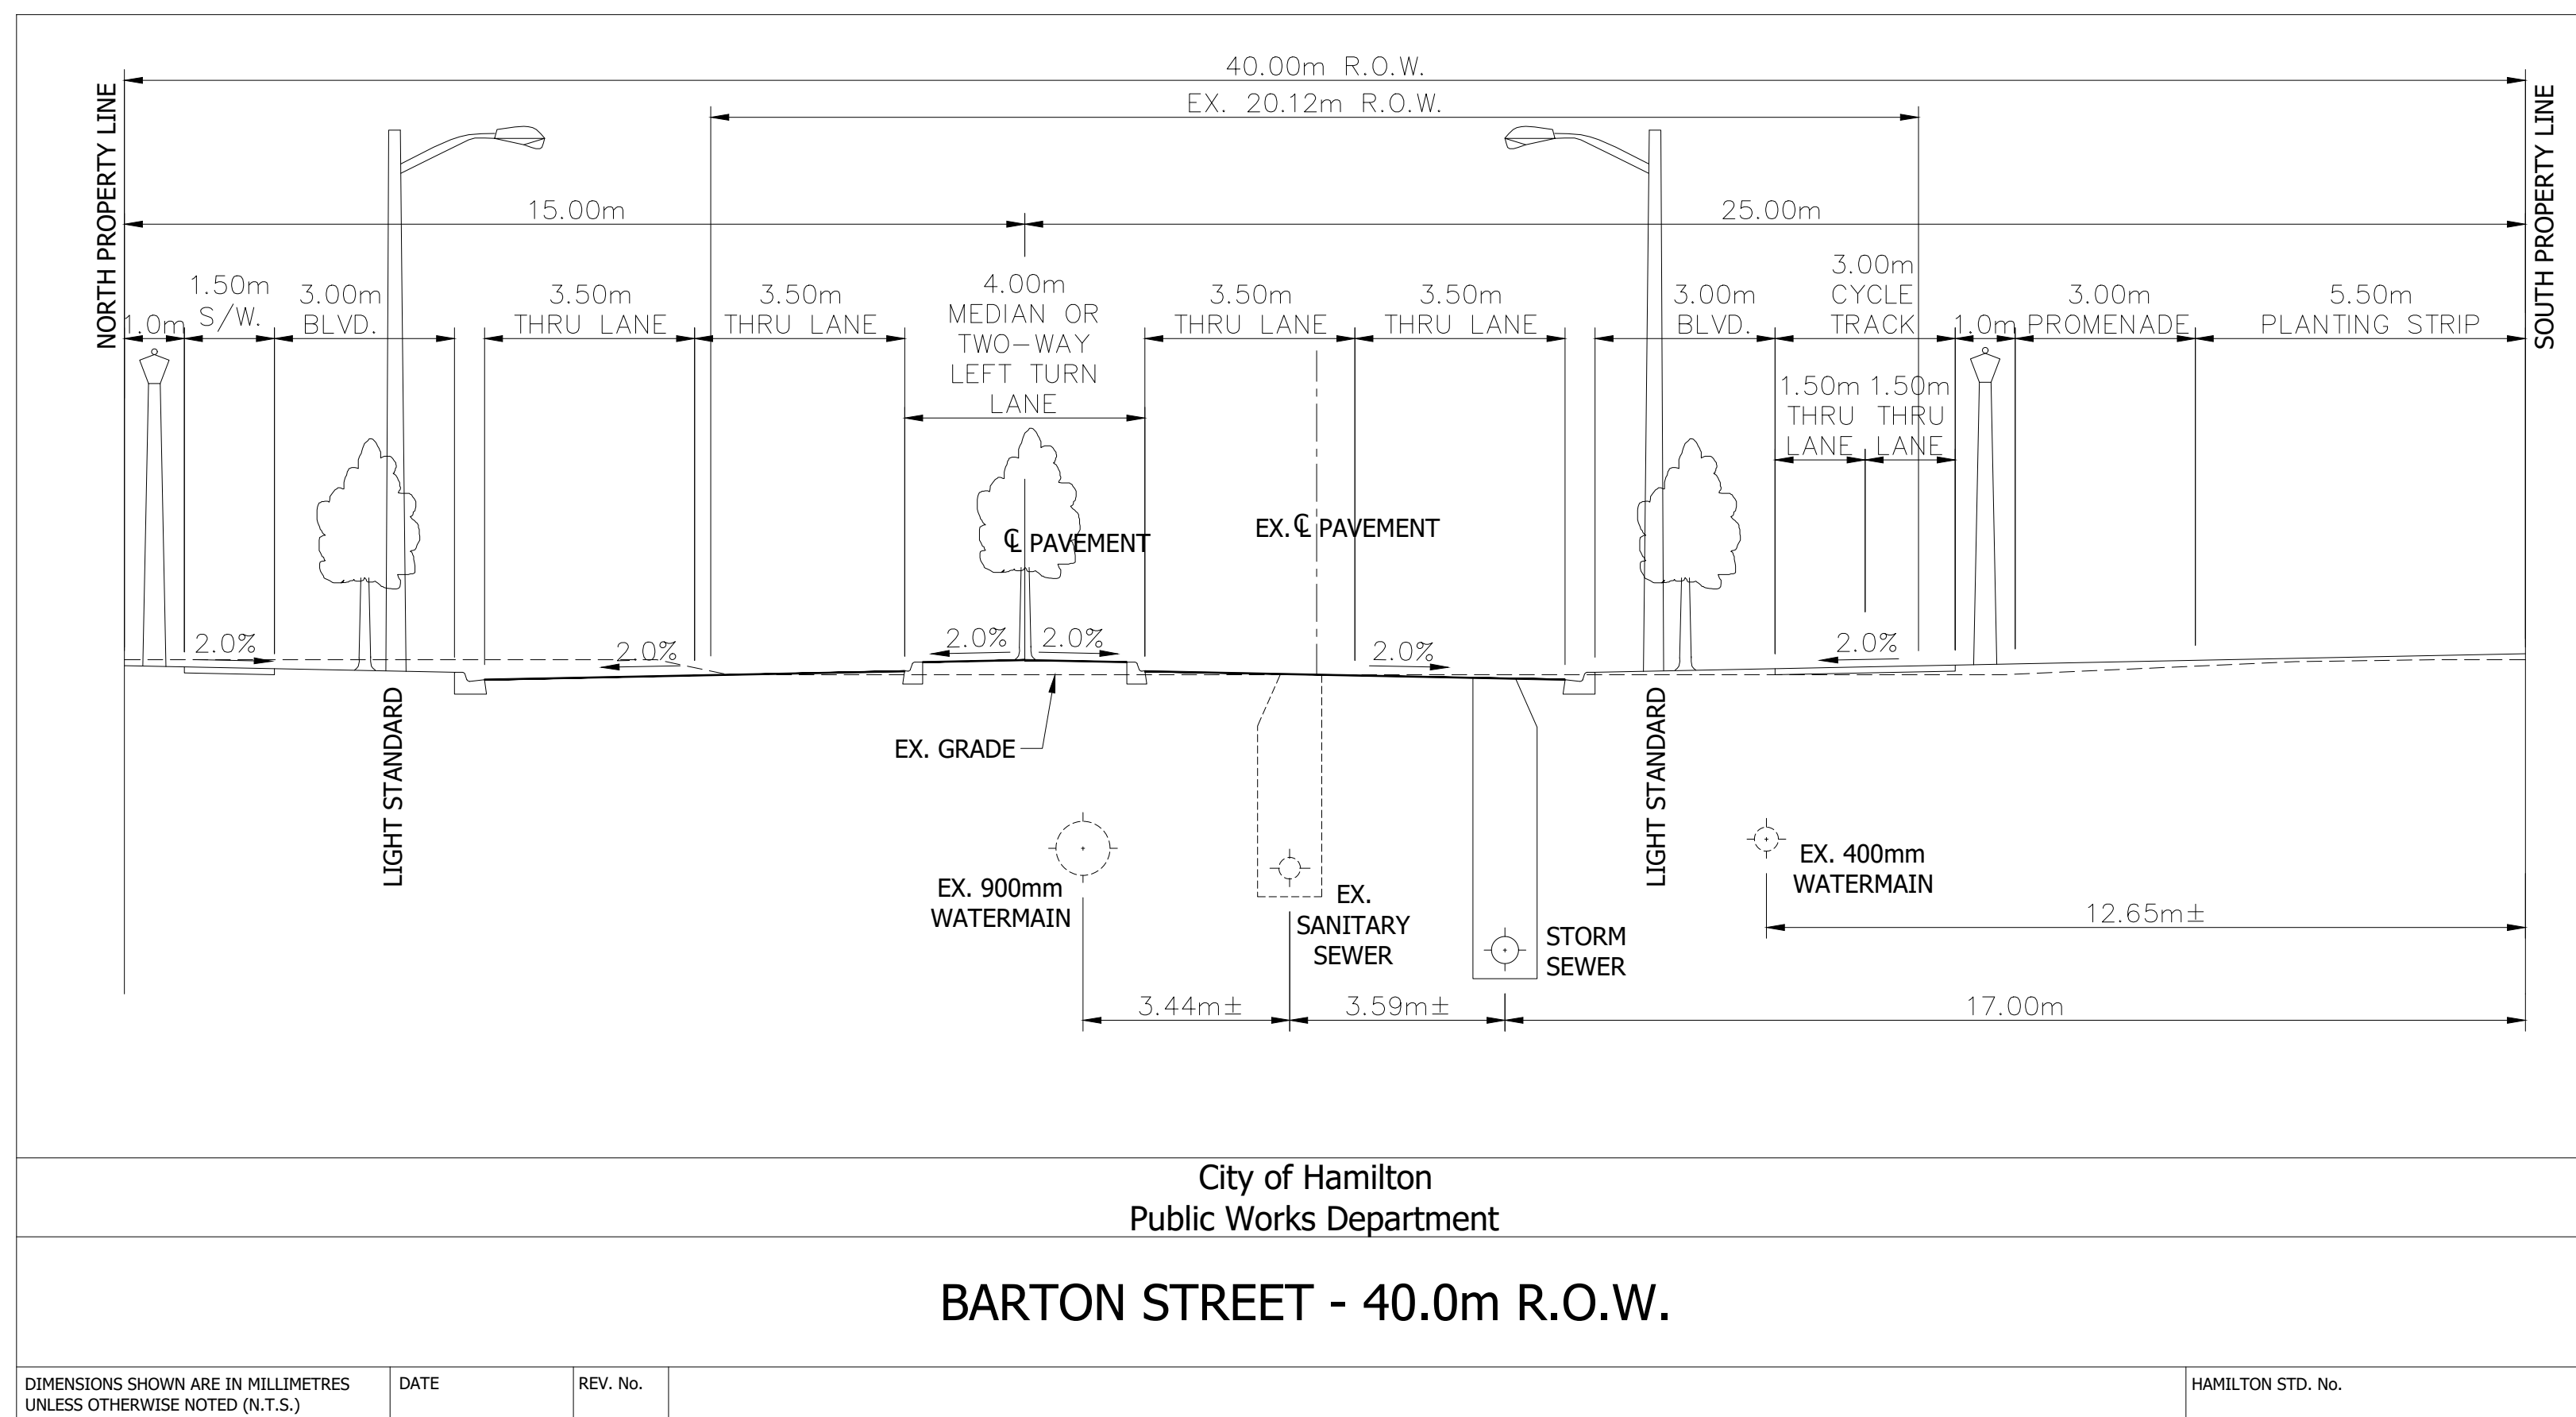 40.00m R.O.W.
EX. 20.12m R.O.W.
NORTH PROPERTY LINE
SOUTH PROPERTY LINE
15.00m
25.00m
1.0m
1.50m
S/W.
3.00m
BLVD.
3.50m
THRU LANE
3.50m
THRU LANE
4.00m
MEDIAN OR
TWO-WAY
LEFT TURN
LANE
3.50m
THRU LANE
3.50m
THRU LANE
3.00m
BLVD.
3.00m
CYCLE
TRACK
1.0m
3.00m
PROMENADE
5.50m
PLANTING STRIP
1.50m
THRU
LANE
1.50m
THRU
LANE
℄ PAVEMENT
EX. ℄ PAVEMENT
2.0%
2.0%
2.0%
2.0%
2.0%
2.0%
LIGHT STANDARD
EX. GRADE
LIGHT STANDARD
EX. 900mm
WATERMAIN
EX.
SANITARY
SEWER
STORM
SEWER
EX. 400mm
WATERMAIN
12.65m±
3.44m±
3.59m±
17.00m
City of Hamilton
Public Works Department
BARTON STREET - 40.0m R.O.W.
DIMENSIONS SHOWN ARE IN MILLIMETRES
UNLESS OTHERWISE NOTED (N.T.S.)
DATE
REV. No.
HAMILTON STD. No.